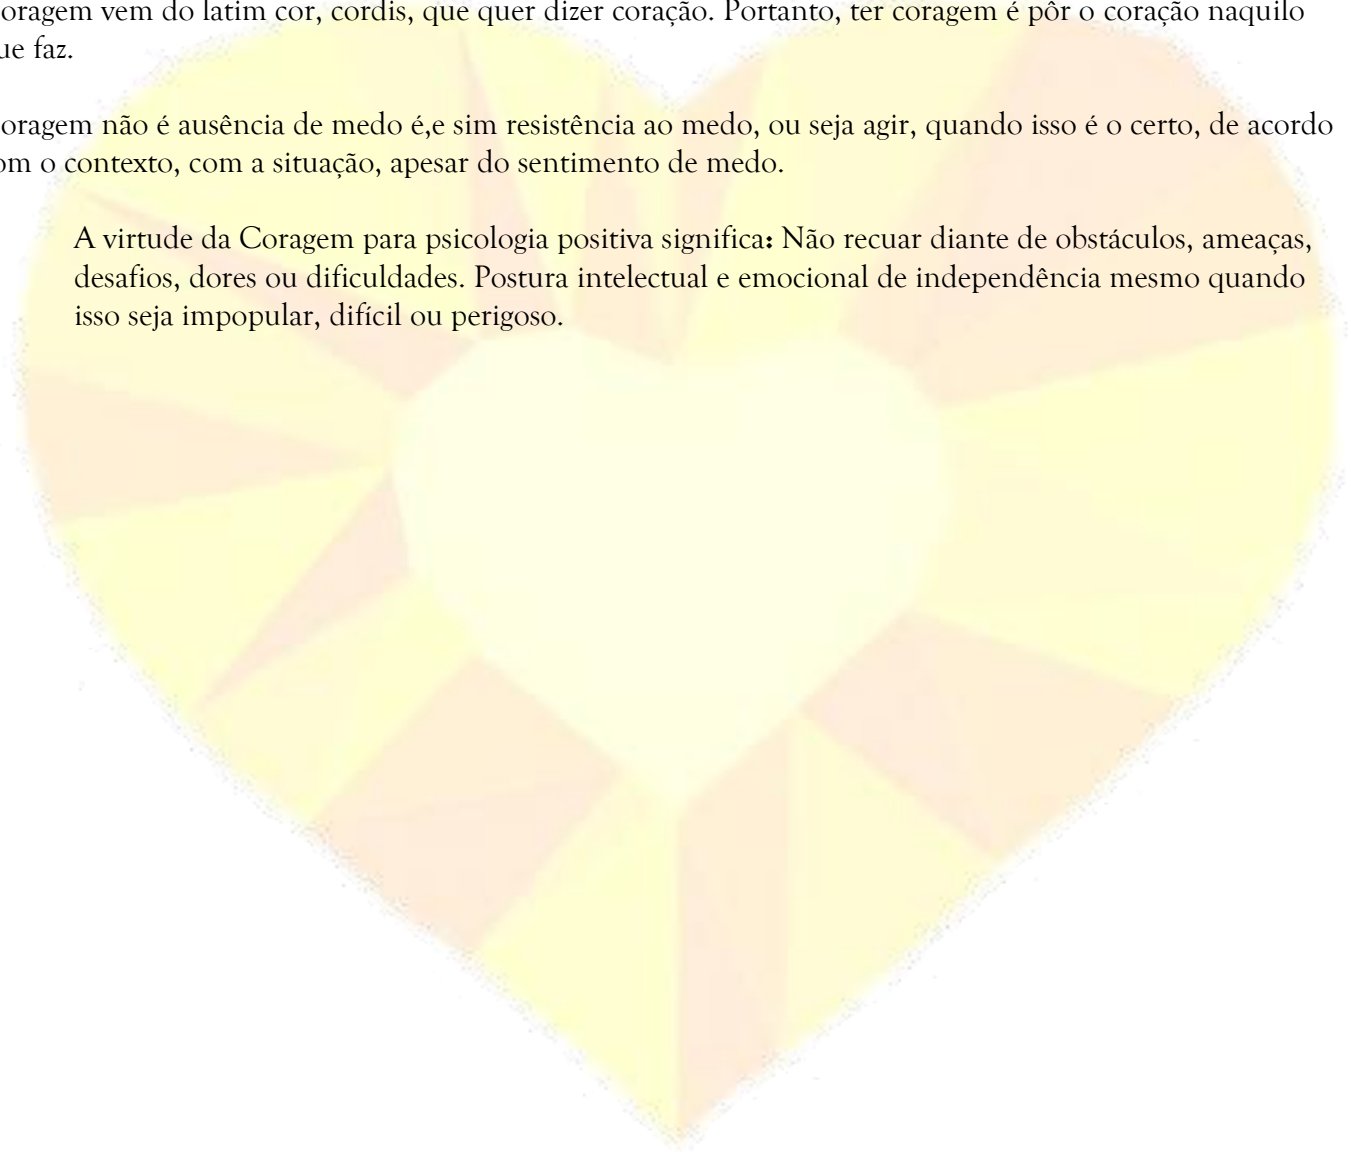 oragem vem do latim cor, cordis, que quer dizer coração. Portanto, ter coragem é pôr o coração naquilo
ue faz.
oragem não é ausência de medo é,e sim resistência ao medo, ou seja agir, quando isso é o certo, de acordo
om o contexto, com a situação, apesar do sentimento de medo.
A virtude da Coragem para psicologia positiva significa: Não recuar diante de obstáculos, ameaças,
desafios, dores ou dificuldades. Postura intelectual e emocional de independência mesmo quando
isso seja impopular, difícil ou perigoso.